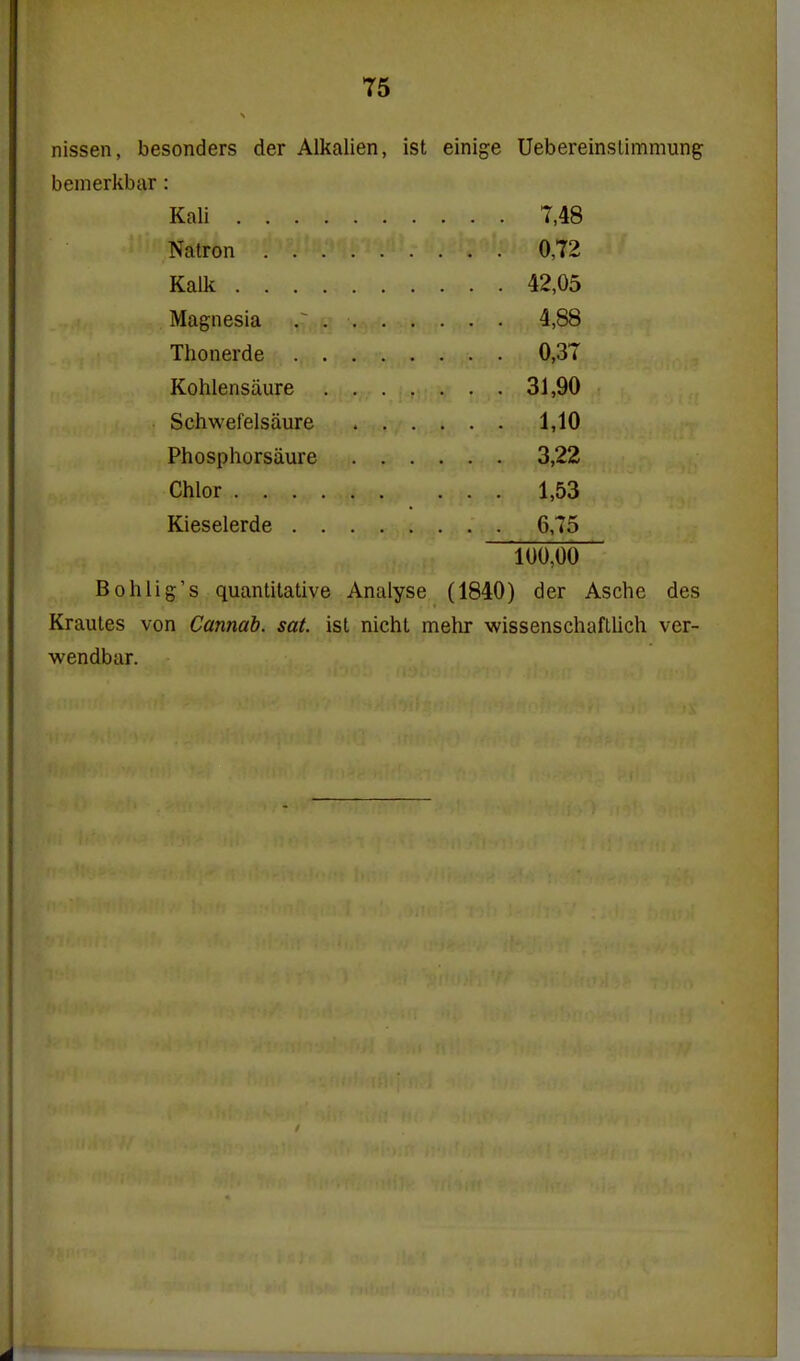 75
nissen, besonders der Alkalien, ist einige Uebereinstimmung
bemerkbar :
Kali . . . . . . . . . . 7,48
Natron . . . . . . . . . 0,72
Kalk . . . . . . . . . . 42,05
Magnesia . . . . . . . . 4,88
Thonerde . . . . . . . . 0,37
Kohlensäure . . . . . . . 31,90
Schwefelsäure . . . . . . 1,10
Phosphorsäure . . . . . . 3,22
Chlor . . . . . . . . . 1,53
Kieselerde . . . . . . . . 6,75
100,00
Bohlig's quantitative Analyse (1840) der Asche des
Krautes von Cannab. sat. ist nicht mehr wissenschaftlich ver-
wendbar.